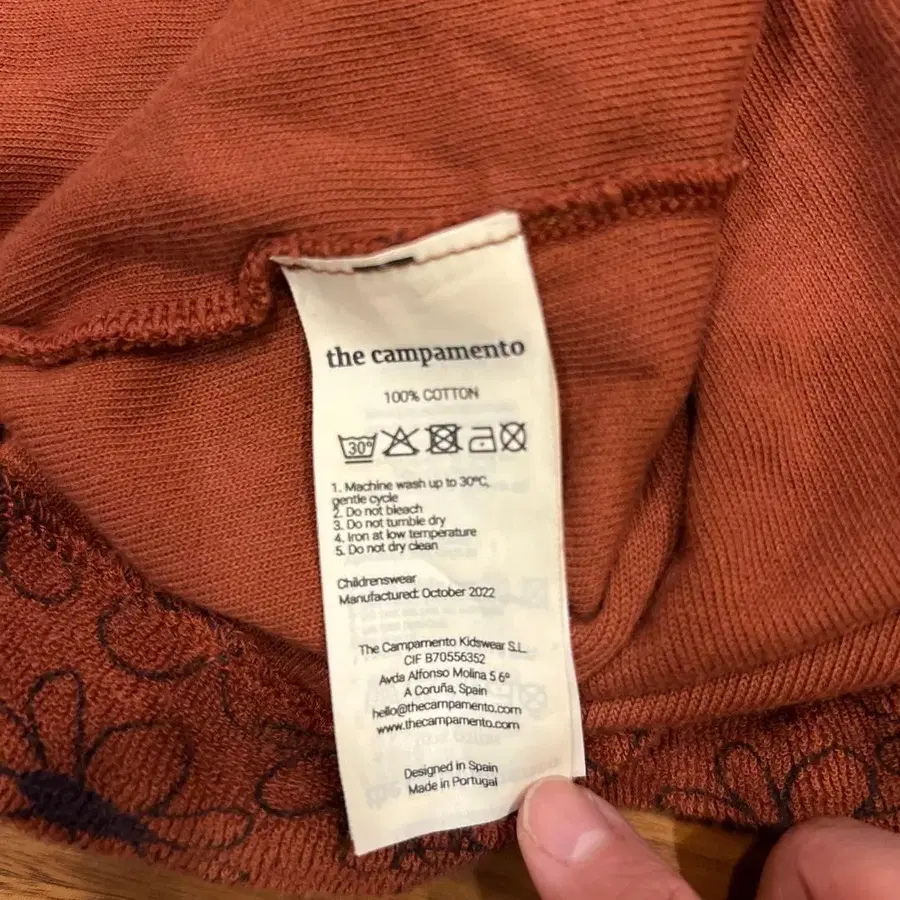 the campamento
100% COTTON
30°
1. Machine wash up to 30ºC,
gentle cycle
2. Do not bleach
3. Do not tumble dry
4. Iron at low temperature
5. Do not dry clean
Childrenswear
Manufactured: October 2022
The Campamento Kidswear S.L.
CIF B70556352
Avda Alfonso Molina 5 6º
A Coruña, Spain
hello@thecampamento.com
www.thecampamento.com
Designed in Spain
Made in Portugal